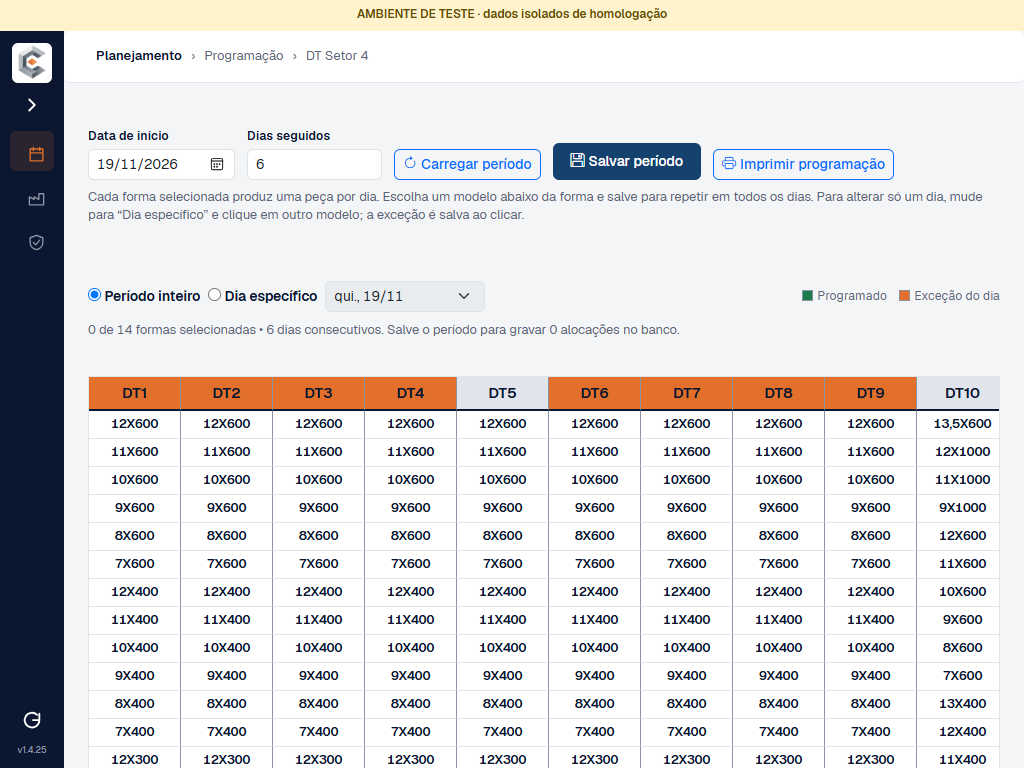 AMBIENTE DE TESTE · dados isolados de homologação
Planejamento › Programação › DT Setor 4
Data de início Dias seguidos
19/11/2026 6 Carregar período Salvar período Imprimir programação
Cada forma selecionada produz uma peça por dia. Escolha um modelo abaixo da forma e salve para repetir em todos os dias. Para alterar só um dia, mude
para “Dia específico” e clique em outro modelo; a exceção é salva ao clicar.
Período inteiro Dia específico qui., 19/11 Programado Exceção do dia
0 de 14 formas selecionadas • 6 dias consecutivos. Salve o período para gravar 0 alocações no banco.
DT1 DT2 DT3 DT4 DT5 DT6 DT7 DT8 DT9 DT10
12X600 12X600 12X600 12X600 12X600 12X600 12X600 12X600 12X600 13,5X600
11X600 11X600 11X600 11X600 11X600 11X600 11X600 11X600 11X600 12X1000
10X600 10X600 10X600 10X600 10X600 10X600 10X600 10X600 10X600 11X1000
9X600 9X600 9X600 9X600 9X600 9X600 9X600 9X600 9X600 9X1000
8X600 8X600 8X600 8X600 8X600 8X600 8X600 8X600 8X600 12X600
7X600 7X600 7X600 7X600 7X600 7X600 7X600 7X600 7X600 11X600
12X400 12X400 12X400 12X400 12X400 12X400 12X400 12X400 12X400 10X600
11X400 11X400 11X400 11X400 11X400 11X400 11X400 11X400 11X400 9X600
10X400 10X400 10X400 10X400 10X400 10X400 10X400 10X400 10X400 8X600
9X400 9X400 9X400 9X400 9X400 9X400 9X400 9X400 9X400 7X600
8X400 8X400 8X400 8X400 8X400 8X400 8X400 8X400 8X400 13X400
7X400 7X400 7X400 7X400 7X400 7X400 7X400 7X400 7X400 12X400
12X300 12X300 12X300 12X300 12X300 12X300 12X300 12X300 12X300 11X400
v1.4.25